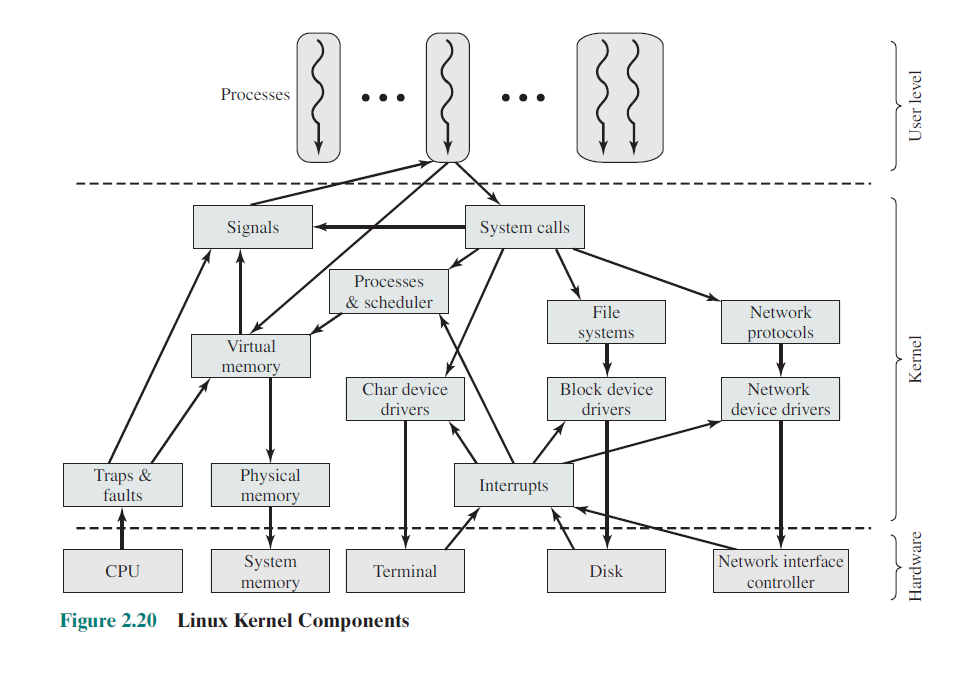 Processes
User level
Signals
System calls
Processes
& scheduler
File
systems
Network
protocols
Virtual
memory
Kernel
Char device
drivers
Block device
drivers
Network
device drivers
Traps &
faults
Physical
memory
Interrupts
CPU
System
memory
Terminal
Disk
Network interface
controller
Hardware
Figure 2.20 Linux Kernel Components